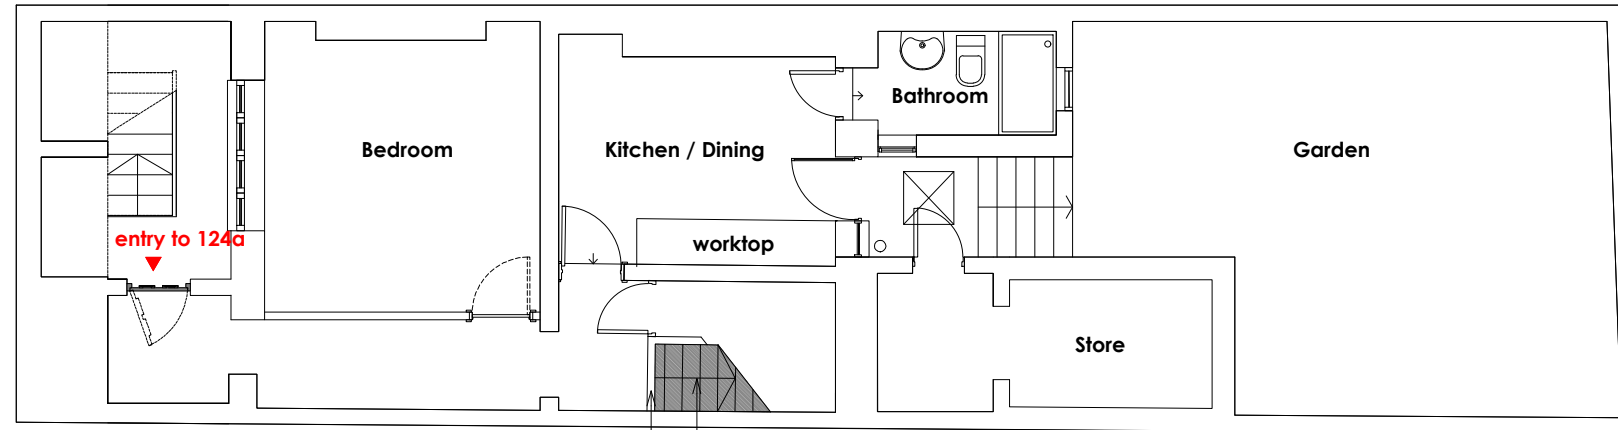 Bathroom
Bedroom
Kitchen / Dining
Garden
entry to 124a
worktop
Store